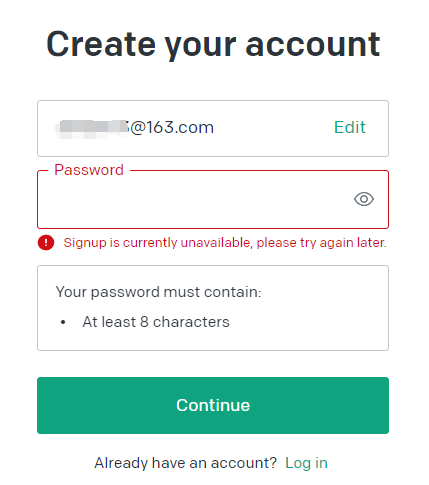 Create your account
3@163.com
Edit
Password
Signup is currently unavailable, please try again later.
Your password must contain:
• At least 8 characters
Continue
Already have an account? Log in